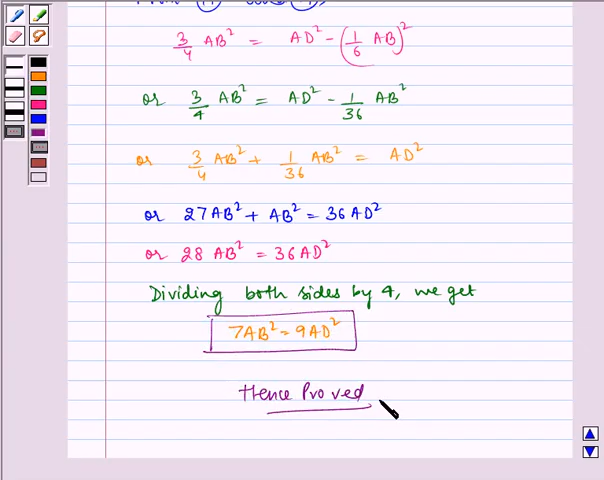 3/4 AB² = AD² - (1/6 AB)²
or 3/4 AB² = AD² - 1/36 AB²
or 3/4 AB² + 1/36 AB² = AD²
or 27AB² + AB² = 36AD²
or 28 AB² = 36AD²
Dividing both sides by 4, we get
7AB² = 9AD²
Hence Proved